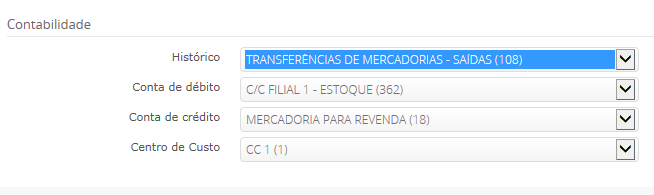 Contabilidade
Histórico TRANSFERÊNCIAS DE MERCADORIAS - SAÍDAS (108)
Conta de débito C/C FILIAL 1 - ESTOQUE (362)
Conta de crédito MERCADORIA PARA REVENDA (18)
Centro de Custo CC 1 (1)